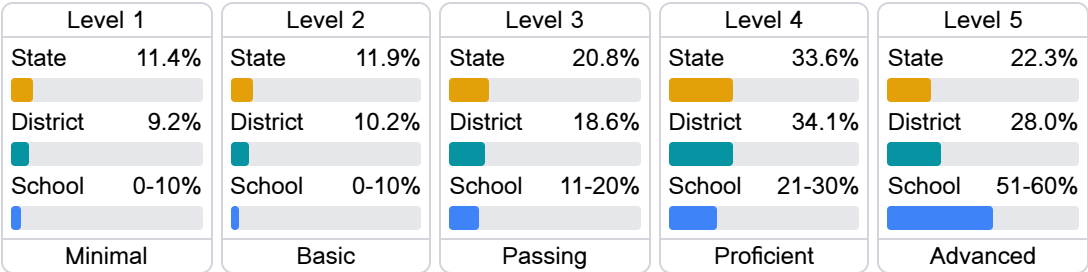 Level 1
State 11.4%
District 9.2%
School 0-10%
Minimal
Level 2
State 11.9%
District 10.2%
School 0-10%
Basic
Level 3
State 20.8%
District 18.6%
School 11-20%
Passing
Level 4
State 33.6%
District 34.1%
School 21-30%
Proficient
Level 5
State 22.3%
District 28.0%
School 51-60%
Advanced